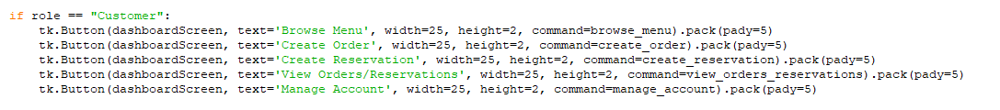 if role == "Customer":
    tk.Button(dashboardScreen, text='Browse Menu', width=25, height=2, command=browse_menu).pack(pady=5)
    tk.Button(dashboardScreen, text='Create Order', width=25, height=2, command=create_order).pack(pady=5)
    tk.Button(dashboardScreen, text='Create Reservation', width=25, height=2, command=create_reservation).pack(pady=5)
    tk.Button(dashboardScreen, text='View Orders/Reservations', width=25, height=2, command=view_orders_reservations).pack(pady=5)
    tk.Button(dashboardScreen, text='Manage Account', width=25, height=2, command=manage_account).pack(pady=5)